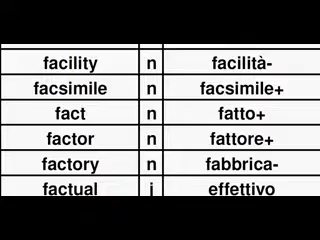 facility n facilità-
facsimile n facsimile+
fact n fatto+
factor n fattore+
factory n fabbrica-
factual j effettivo